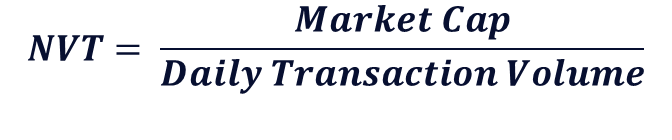 Market Cap
NVT =
Daily Transaction Volume